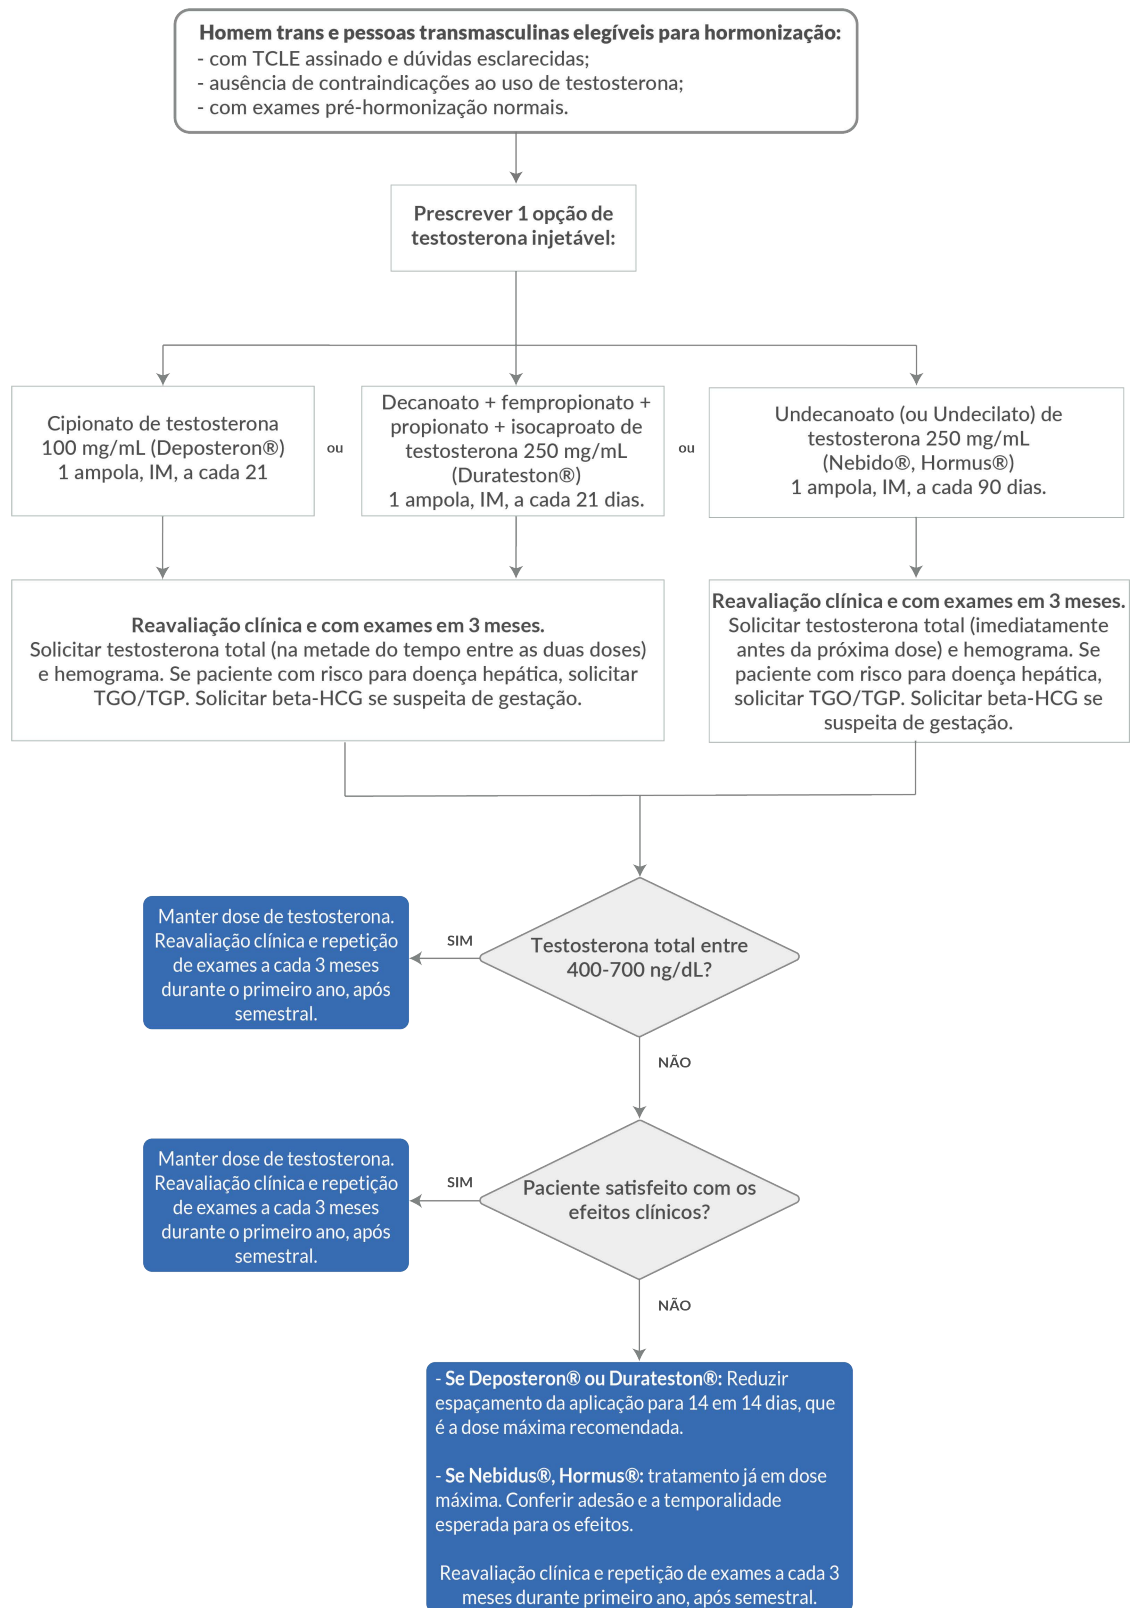 Homem trans e pessoas transmasculinas elegíveis para hormonização:
- com TCLE assinado e dúvidas esclarecidas;
- ausência de contraindicações ao uso de testosterona;
- com exames pré-hormonização normais.
Prescrever 1 opção de
testosterona injetável:
Cipionato de testosterona
100 mg/mL (Deposteron®)
1 ampola, IM, a cada 21
ou
Decanoato + fempropionato +
propionato + isocaproato de
testosterona 250 mg/mL
(Durateston®)
1 ampola, IM, a cada 21 dias.
ou
Undecanoato (ou Undecilato) de
testosterona 250 mg/mL
(Nebido®, Hormus®)
1 ampola, IM, a cada 90 dias.
Reavaliação clínica e com exames em 3 meses.
Solicitar testosterona total (na metade do tempo entre as duas doses)
e hemograma. Se paciente com risco para doença hepática, solicitar
TGO/TGP. Solicitar beta-HCG se suspeita de gestação.
Reavaliação clínica e com exames em 3 meses.
Solicitar testosterona total (imediatamente
antes da próxima dose) e hemograma. Se
paciente com risco para doença hepática,
solicitar TGO/TGP. Solicitar beta-HCG se
suspeita de gestação.
Testosterona total entre
400-700 ng/dL?
SIM
Manter dose de testosterona.
Reavaliação clínica e repetição
de exames a cada 3 meses
durante o primeiro ano, após
semestral.
NÃO
Paciente satisfeito com os
efeitos clínicos?
SIM
Manter dose de testosterona.
Reavaliação clínica e repetição
de exames a cada 3 meses
durante o primeiro ano, após
semestral.
NÃO
- Se Deposteron® ou Durateston®: Reduzir
espaçamento da aplicação para 14 em 14 dias, que
é a dose máxima recomendada.
- Se Nebidus®, Hormus®: tratamento já em dose
máxima. Conferir adesão e a temporalidade
esperada para os efeitos.
Reavaliação clínica e repetição de exames a cada 3
meses durante primeiro ano, após semestral.